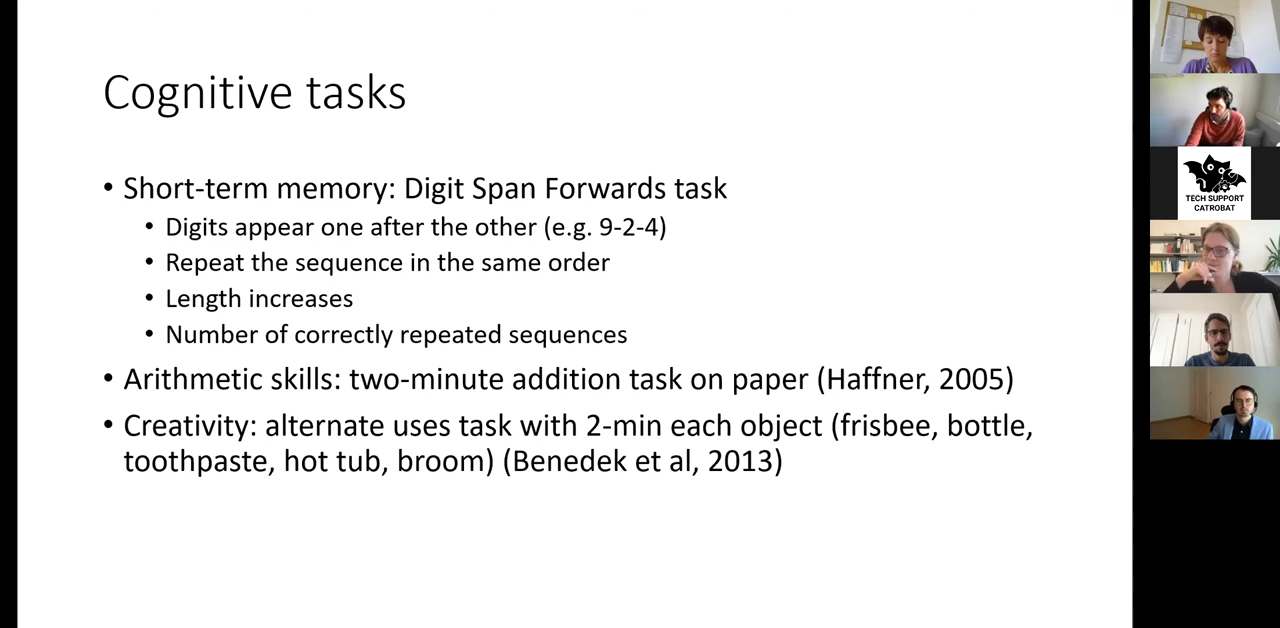 Cognitive tasks
• Short-term memory: Digit Span Forwards task
• Digits appear one after the other (e.g. 9-2-4)
• Repeat the sequence in the same order
• Length increases
• Number of correctly repeated sequences
• Arithmetic skills: two-minute addition task on paper (Haffner, 2005)
• Creativity: alternate uses task with 2-min each object (frisbee, bottle,
toothpaste, hot tub, broom) (Benedek et al, 2013)
TECH SUPPORT
CATROBAT